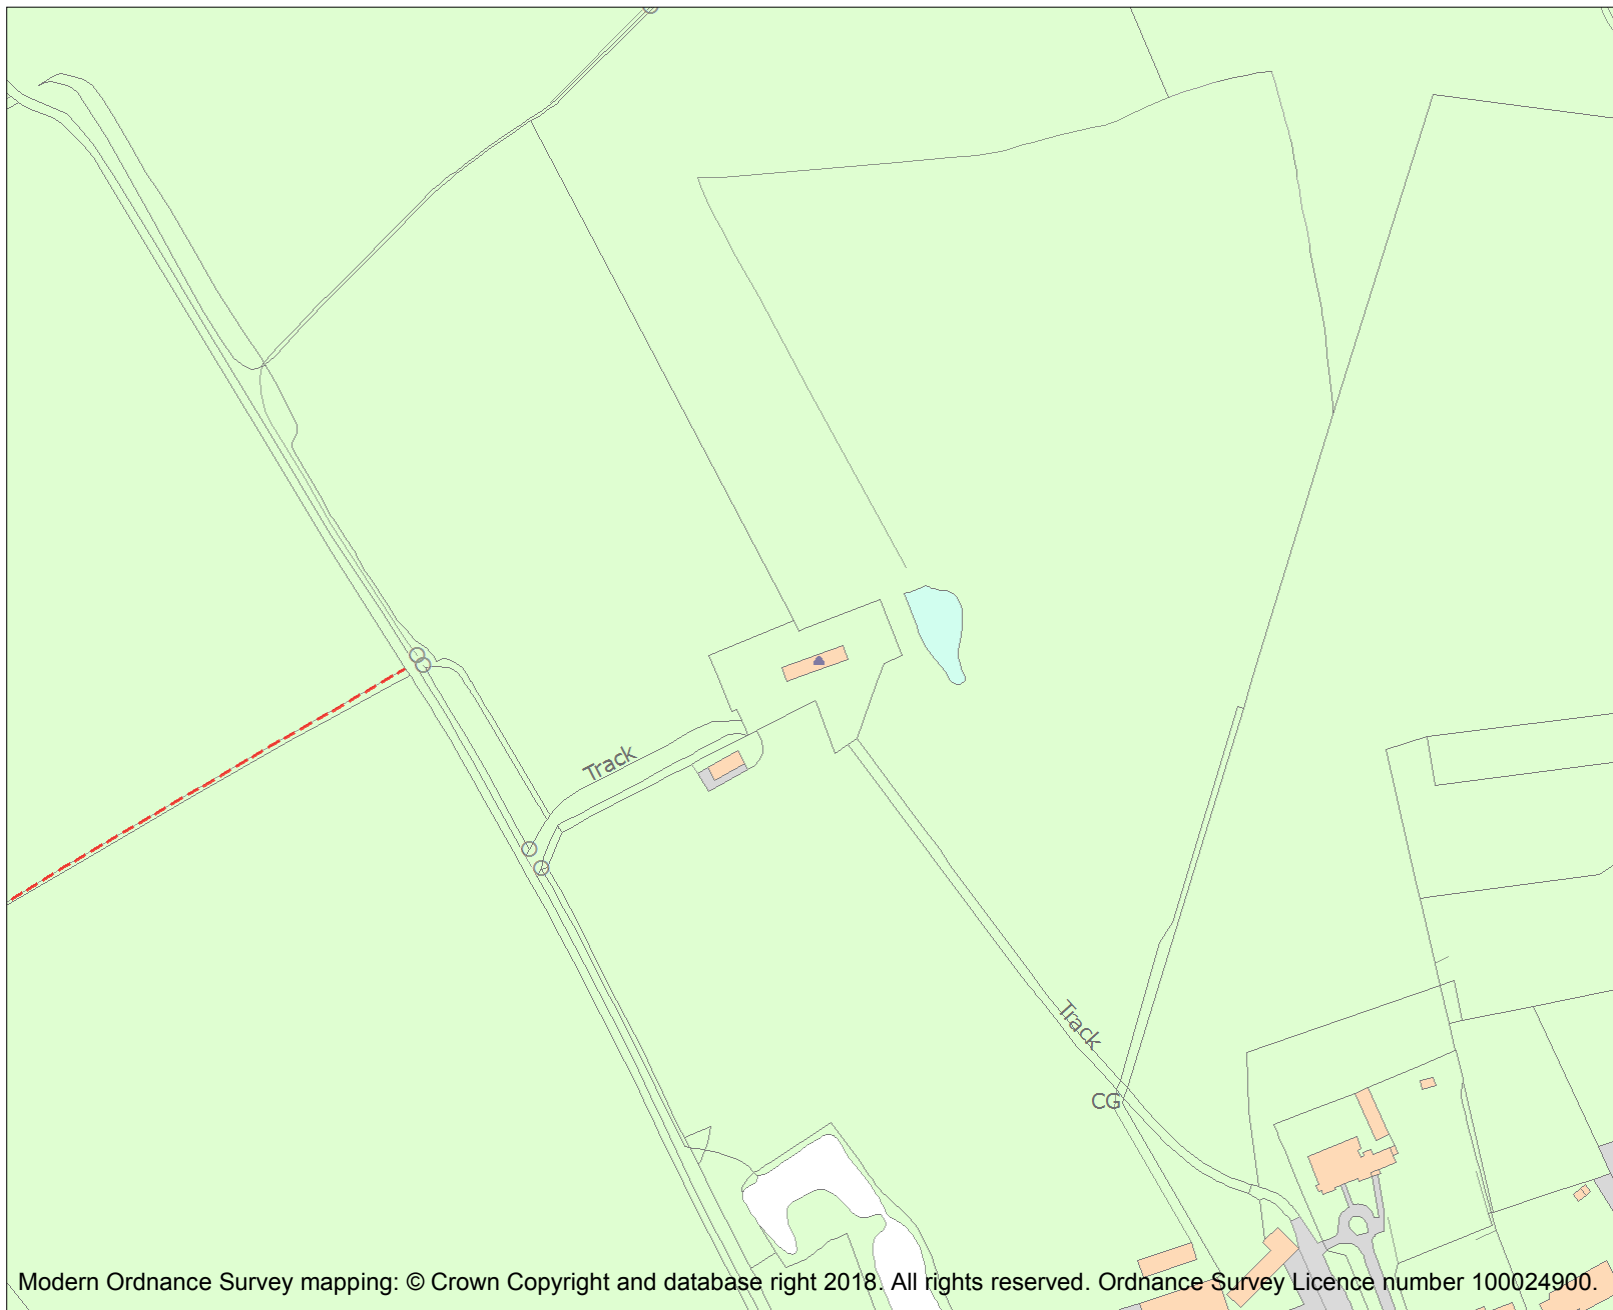 Track
Track
CG
Modern Ordnance Survey mapping: © Crown Copyright and database right 2018. All rights reserved. Ordnance Survey Licence number 100024900.